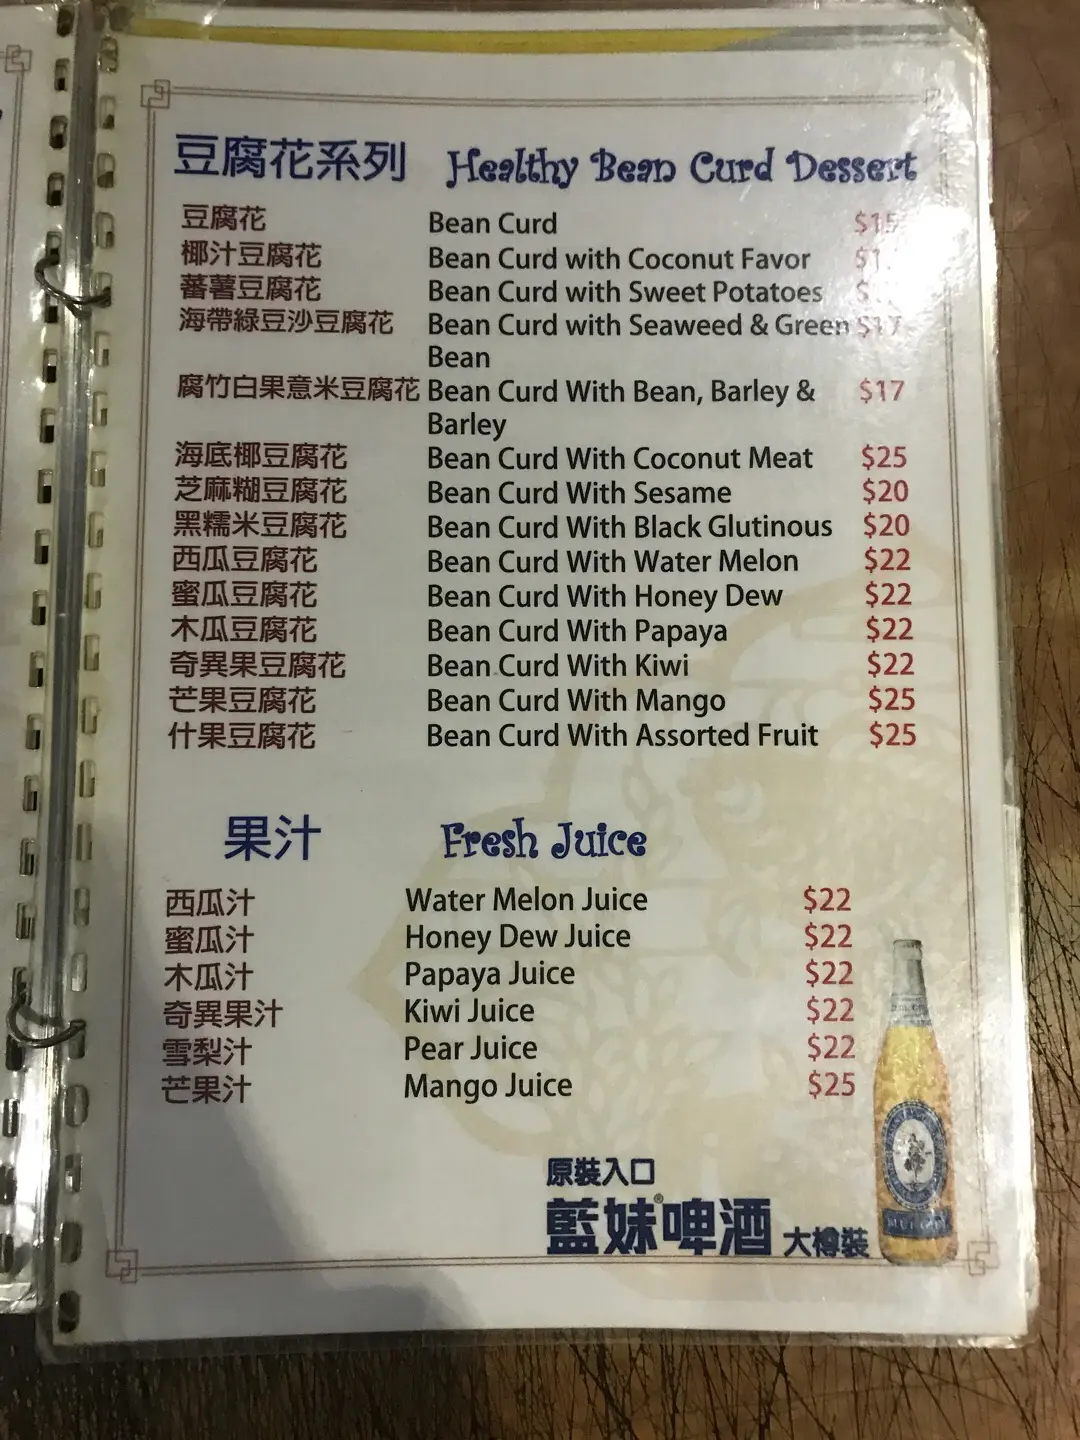 豆腐花系列 Healthy Bean Curd Dessert
豆腐花 Bean Curd $15
椰汁豆腐花 Bean Curd with Coconut Favor
蕃薯豆腐花 Bean Curd with Sweet Potatoes
海帶綠豆沙豆腐花 Bean Curd with Seaweed & Green $17
Bean
腐竹白果意米豆腐花 Bean Curd With Bean, Barley & $17
Barley
海底椰豆腐花 Bean Curd With Coconut Meat $25
芝麻糊豆腐花 Bean Curd With Sesame $20
黑糯米豆腐花 Bean Curd With Black Glutinous $20
西瓜豆腐花 Bean Curd With Water Melon $22
蜜瓜豆腐花 Bean Curd With Honey Dew $22
木瓜豆腐花 Bean Curd With Papaya $22
奇異果豆腐花 Bean Curd With Kiwi $22
芒果豆腐花 Bean Curd With Mango $25
什果豆腐花 Bean Curd With Assorted Fruit $25
果汁 Fresh Juice
西瓜汁 Water Melon Juice $22
蜜瓜汁 Honey Dew Juice $22
木瓜汁 Papaya Juice $22
奇異果汁 Kiwi Juice $22
雪梨汁 Pear Juice $22
芒果汁 Mango Juice $25
原裝入口
藍妹®啤酒 大樽裝